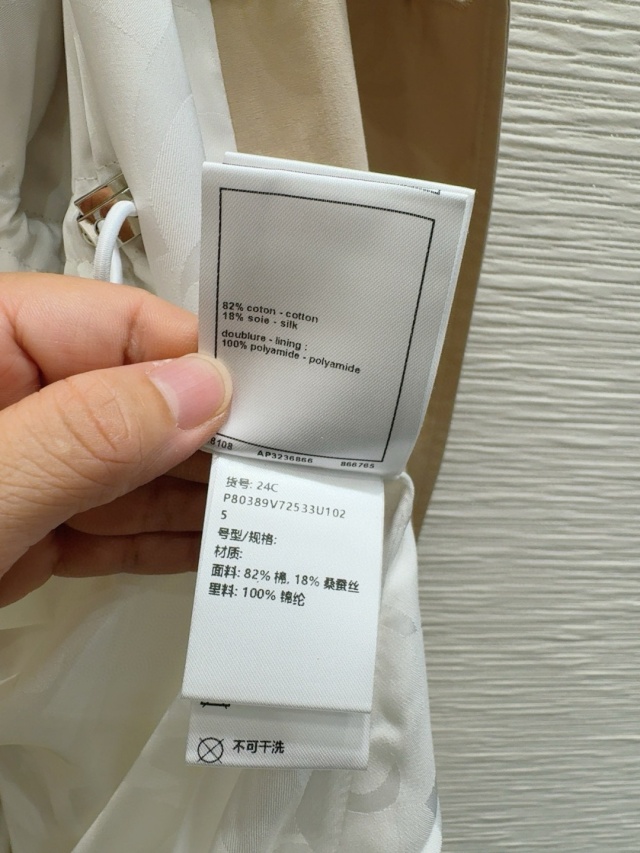 82% coton - cotton
18% soie - silk
doublure - lining :
100% polyamide - polyamide
8108 AP3236866 866765
货号: 24C
P80389V72533U102
5
号型/规格:
材质:
面料: 82% 棉, 18% 桑蚕丝
里料: 100% 锦纶
不可干洗